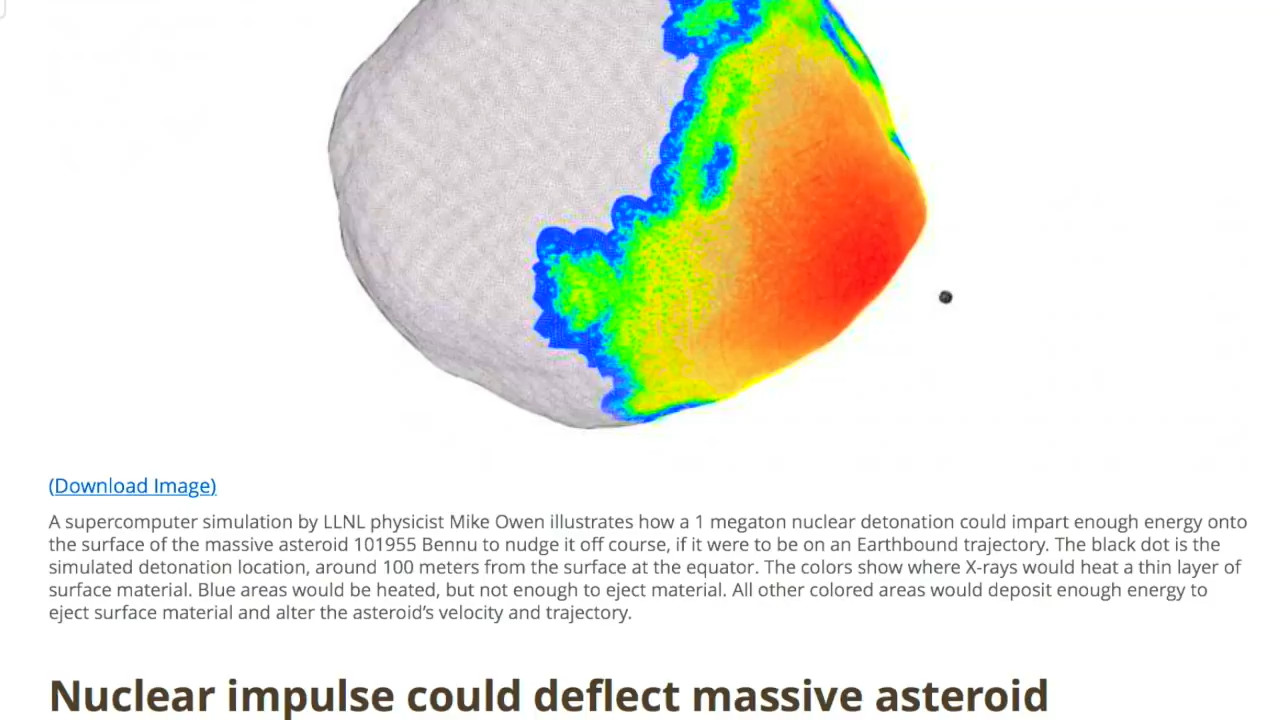 (Download Image)
A supercomputer simulation by LLNL physicist Mike Owen illustrates how a 1 megaton nuclear detonation could impart enough energy onto
the surface of the massive asteroid 101955 Bennu to nudge it off course, if it were to be on an Earthbound trajectory. The black dot is the
simulated detonation location, around 100 meters from the surface at the equator. The colors show where X-rays would heat a thin layer of
surface material. Blue areas would be heated, but not enough to eject material. All other colored areas would deposit enough energy to
eject surface material and alter the asteroid's velocity and trajectory.
Nuclear impulse could deflect massive asteroid